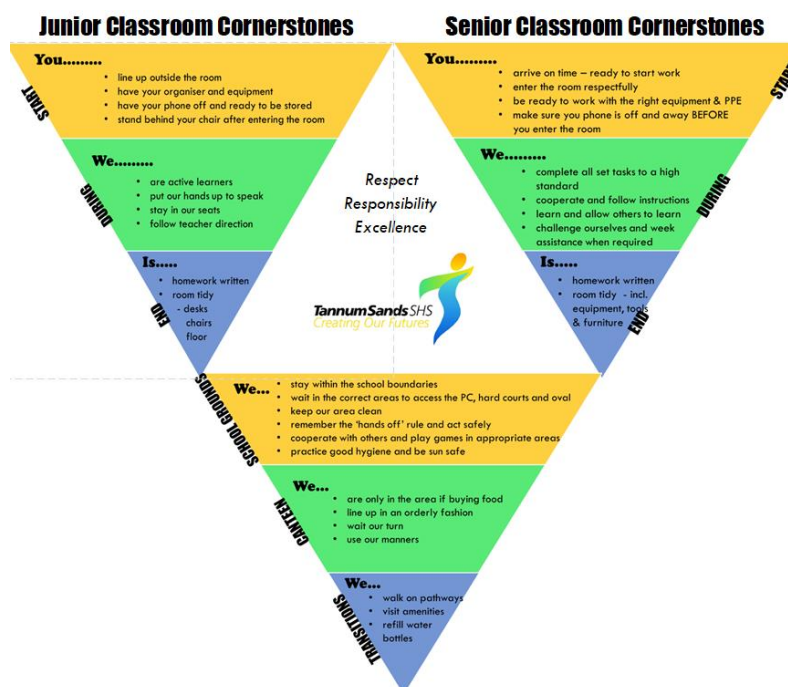 Junior Classroom Cornerstones
You.........
• line up outside the room
• have your organiser and equipment
• have your phone off and ready to be stored
• stand behind your chair after entering the room
START
We.........
• are active learners
• put our hands up to speak
• stay in our seats
• follow teacher direction
DURING
Is.....
• homework written
• room tidy
- desks
chairs
floor
END
Senior Classroom Cornerstones
You.........
• arrive on time – ready to start work
• enter the room respectfully
• be ready to work with the right equipment & PPE
• make sure you phone is off and away BEFORE
you enter the room
START
We.........
• complete all set tasks to a high
standard
• cooperate and follow instructions
• learn and allow others to learn
• challenge ourselves and week
assistance when required
DURING
Is.....
• homework written
• room tidy - incl.
equipment, tools
& furniture
END
Respect
Responsibility
Excellence
Tannum Sands SHS
Creating Our Futures
We...
• stay within the school boundaries
• wait in the correct areas to access the PC, hard courts and oval
• keep our area clean
• remember the 'hands off' rule and act safely
• cooperate with others and play games in appropriate areas
• practice good hygiene and be sun safe
SCHOOL GROUNDS
We...
• are only in the area if buying food
• line up in an orderly fashion
• wait our turn
• use our manners
CANTEEN
We...
• walk on pathways
• visit amenities
• refill water
bottles
TRANSITIONS